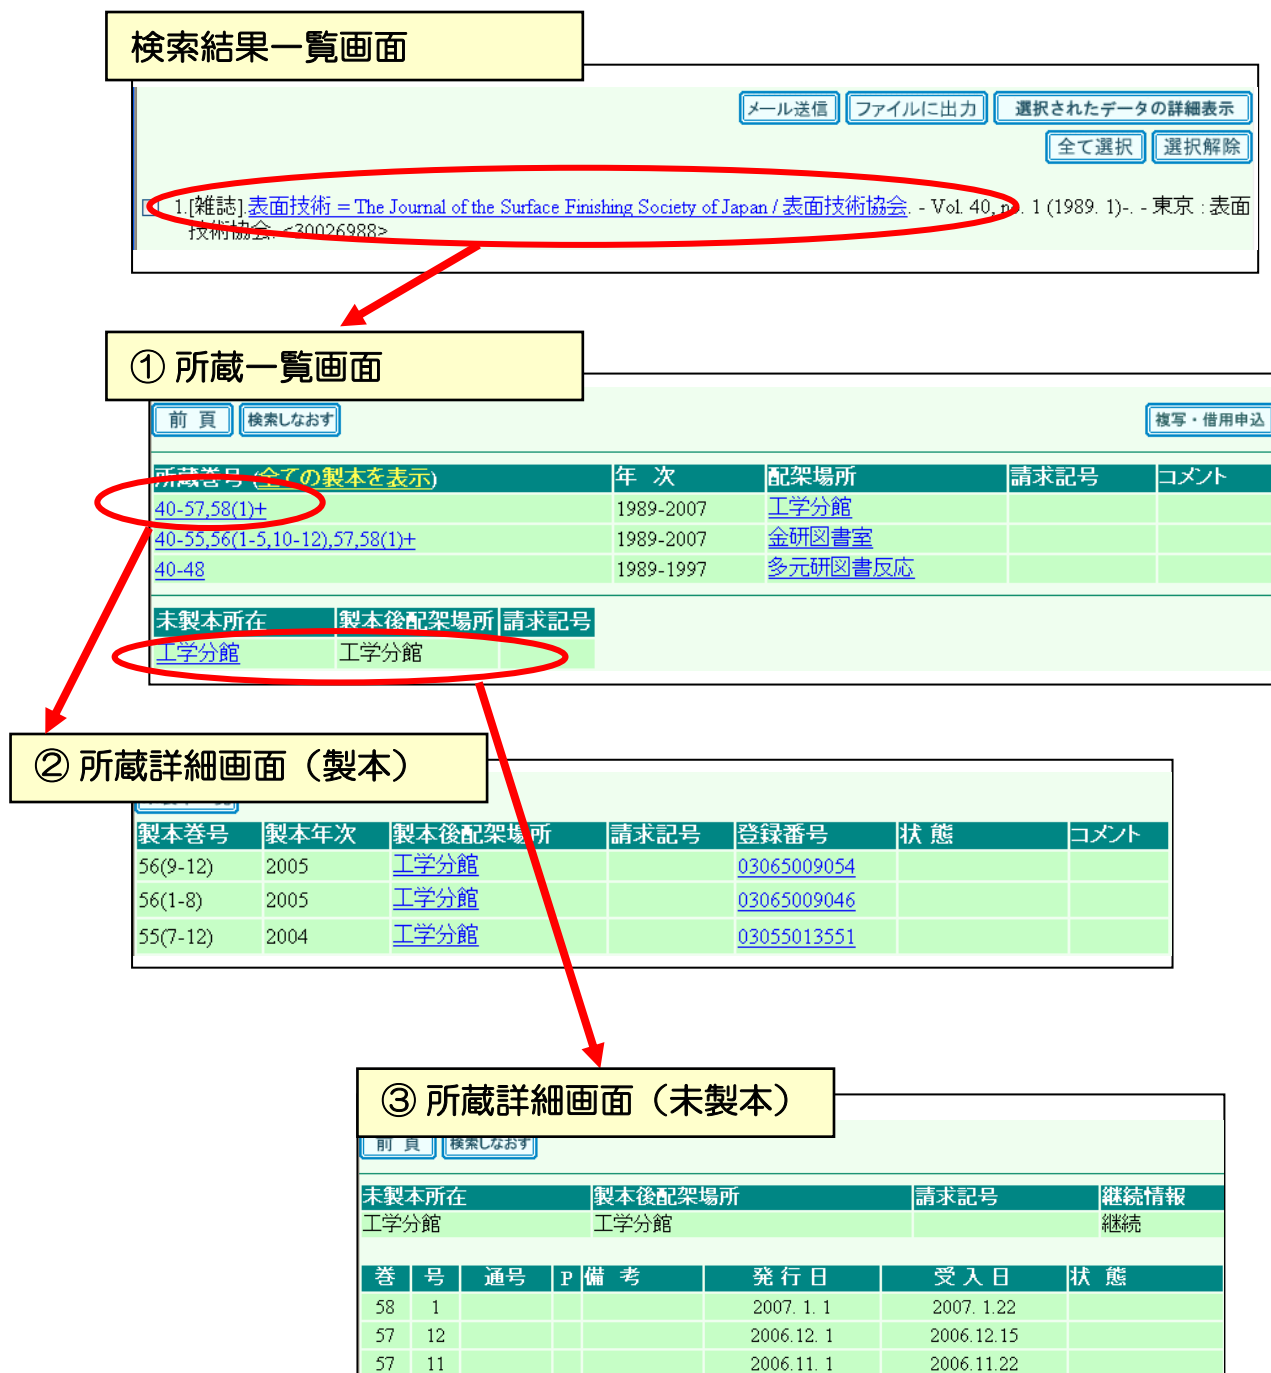 検索結果一覧画面
メール送信 ファイルに出力 選択されたデータの詳細表示
全て選択 選択解除
1.[雑誌].表面技術 = The Journal of the Surface Finishing Society of Japan / 表面技術協会. - Vol. 40, no. 1 (1989. 1)-. - 東京 : 表面
技術協会. <30026988>
① 所蔵一覧画面
前 頁 検索しなおす 複写・借用申込
所蔵巻号 (全ての製本を表示) 年 次 配架場所 請求記号 コメント
40-57,58(1)+ 1989-2007 工学分館
40-55,56(1-5,10-12),57,58(1)+ 1989-2007 金研図書室
40-48 1989-1997 多元研図書反応
未製本所在 製本後配架場所 請求記号
工学分館 工学分館
② 所蔵詳細画面（製本）
製本巻号 製本年次 製本後配架場所 請求記号 登録番号 状 態 コメント
56(9-12) 2005 工学分館 03065009054
56(1-8) 2005 工学分館 03065009046
55(7-12) 2004 工学分館 03055013551
③ 所蔵詳細画面（未製本）
前 頁 検索しなおす
未製本所在 製本後配架場所 請求記号 継続情報
工学分館 工学分館 継続
巻 号 通号 P 備 考 発 行 日 受 入 日 状 態
58 1 2007. 1. 1 2007. 1.22
57 12 2006.12. 1 2006.12.15
57 11 2006.11. 1 2006.11.22